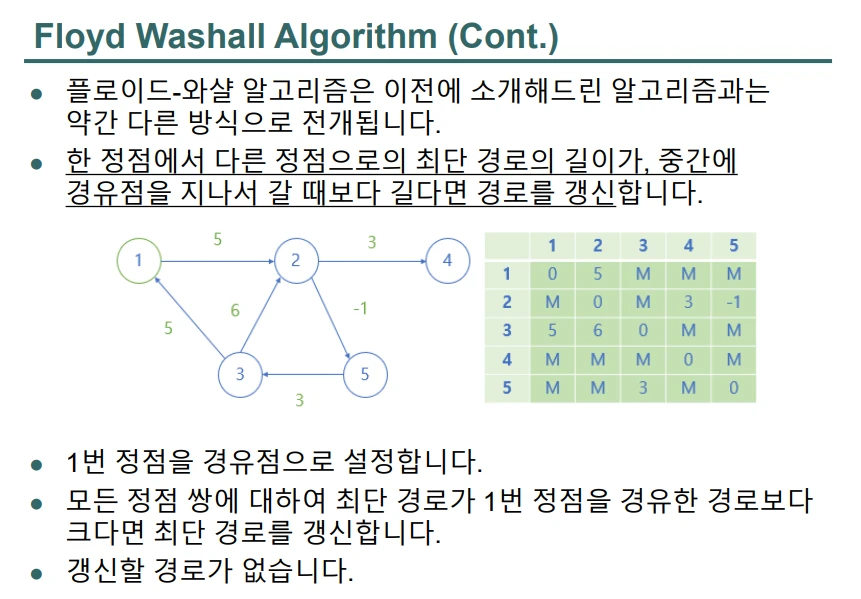 Floyd Washall Algorithm (Cont.)
● 플로이드-와샬 알고리즘은 이전에 소개해드린 알고리즘과는
약간 다른 방식으로 전개됩니다.
● 한 정점에서 다른 정점으로의 최단 경로의 길이가, 중간에
경유점을 지나서 갈 때보다 길다면 경로를 갱신합니다.
5
3
1
2
4
6
-1
5
3
5
3
1 2 3 4 5
1 0 5 M M M
2 M 0 M 3 -1
3 5 6 0 M M
4 M M M 0 M
5 M M 3 M 0
● 1번 정점을 경유점으로 설정합니다.
● 모든 정점 쌍에 대하여 최단 경로가 1번 정점을 경유한 경로보다
크다면 최단 경로를 갱신합니다.
● 갱신할 경로가 없습니다.